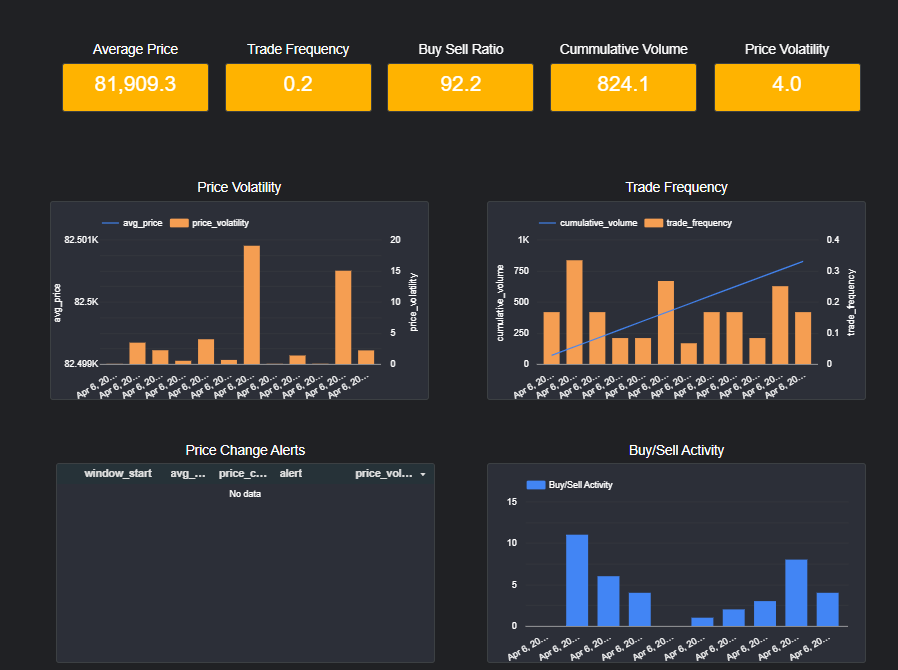 Average Price Trade Frequency Buy Sell Ratio Cummulative Volume Price Volatility
81,909.3 0.2 92.2 824.1 4.0
Price Volatility
avg_price price_volatility
82.501K 20
15
82.5K 10
5
82.499K 0
avg_price
price_volatility
Apr 6, 20... Apr 6, 20... Apr 6, 20... Apr 6, 20... Apr 6, 20... Apr 6, 20... Apr 6, 20... Apr 6, 20... Apr 6, 20... Apr 6, 20... Apr 6, 20... Apr 6, 20...
Trade Frequency
cumulative_volume trade_frequency
1K 0.4
750 0.3
500 0.2
250 0.1
0 0
cumulative_volume
trade_frequency
Apr 6, 20... Apr 6, 20... Apr 6, 20... Apr 6, 20... Apr 6, 20... Apr 6, 20... Apr 6, 20... Apr 6, 20... Apr 6, 20... Apr 6, 20... Apr 6, 20... Apr 6, 20...
Price Change Alerts
window_start avg_... price_c... alert price_vol...
No data
Buy/Sell Activity
Buy/Sell Activity
15
10
5
0
Apr 6, 20... Apr 6, 20... Apr 6, 20... Apr 6, 20... Apr 6, 20... Apr 6, 20... Apr 6, 20... Apr 6, 20... Apr 6, 20... Apr 6, 20...